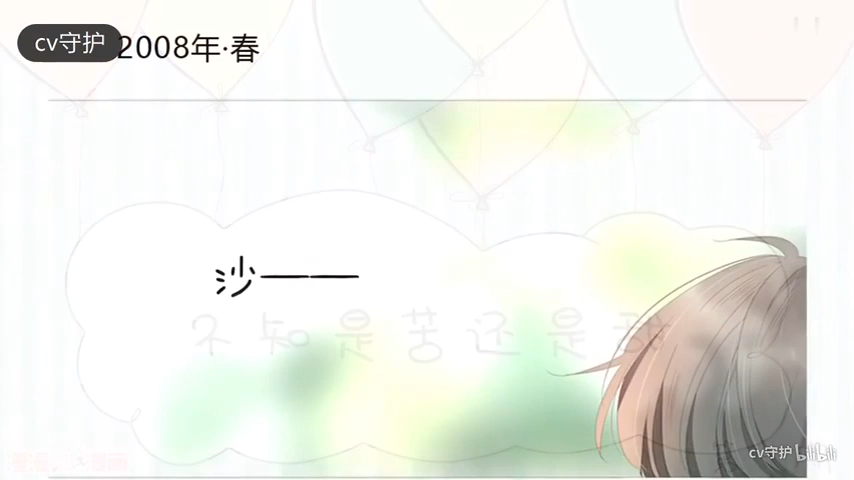 cv守护
2008年·春
沙——
不知是苦还是甜
cv守护 bilibili